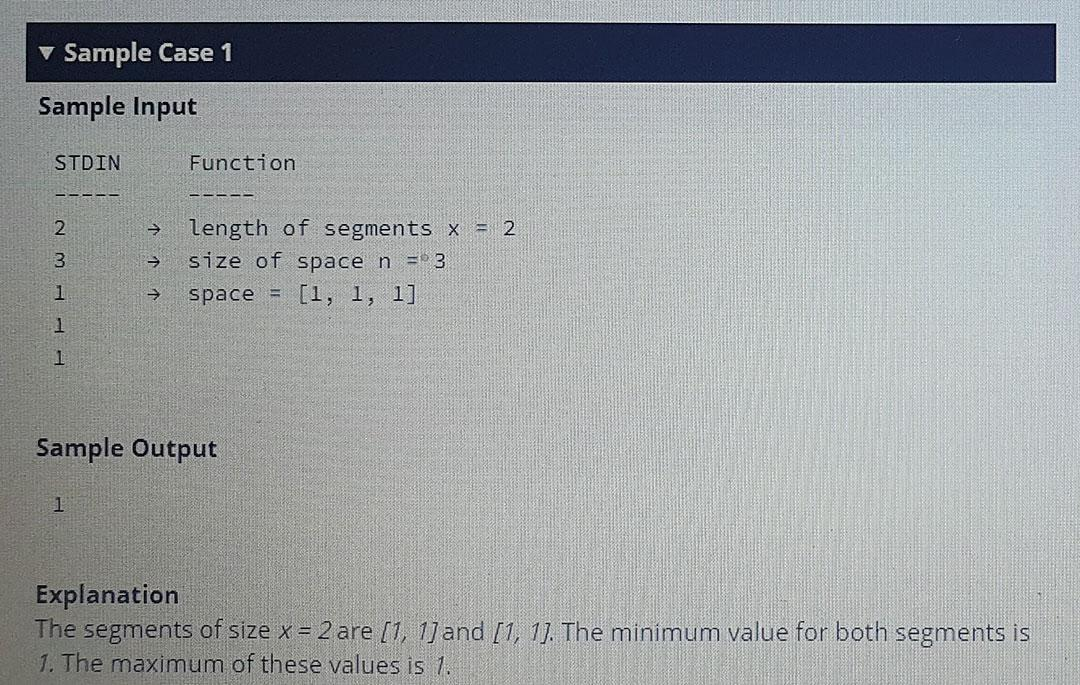 ▼ Sample Case 1
Sample Input
STDIN Function
----- -----
2 → length of segments x = 2
3 → size of space n = 3
1 → space = [1, 1, 1]
1
1
Sample Output
1
Explanation
The segments of size x = 2 are [1, 1] and [1, 1]. The minimum value for both segments is
1. The maximum of these values is 1.